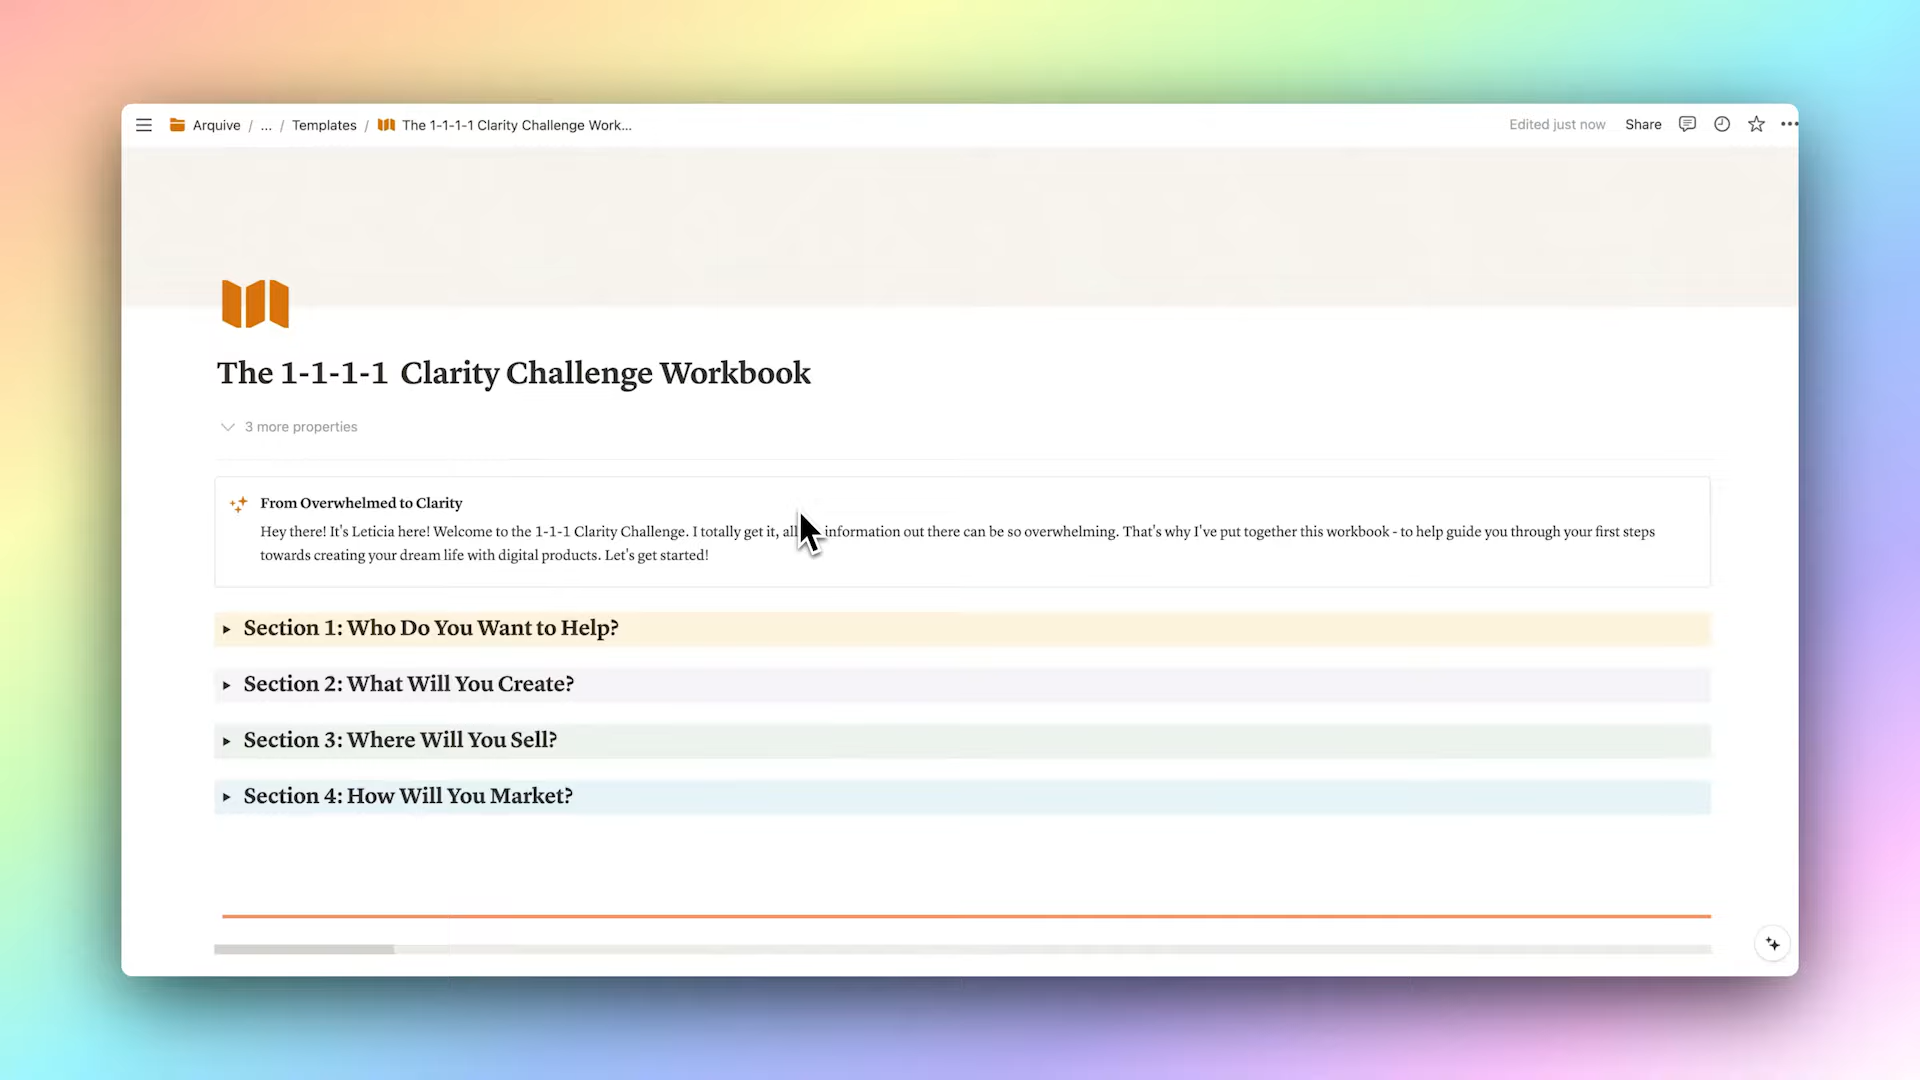 Arquive / ... / Templates / The 1-1-1-1 Clarity Challenge Work...
Edited just now Share
The 1-1-1-1 Clarity Challenge Workbook
3 more properties
From Overwhelmed to Clarity
Hey there! It's Leticia here! Welcome to the 1-1-1 Clarity Challenge. I totally get it, all information out there can be so overwhelming. That's why I've put together this workbook - to help guide you through your first steps
towards creating your dream life with digital products. Let's get started!
Section 1: Who Do You Want to Help?
Section 2: What Will You Create?
Section 3: Where Will You Sell?
Section 4: How Will You Market?